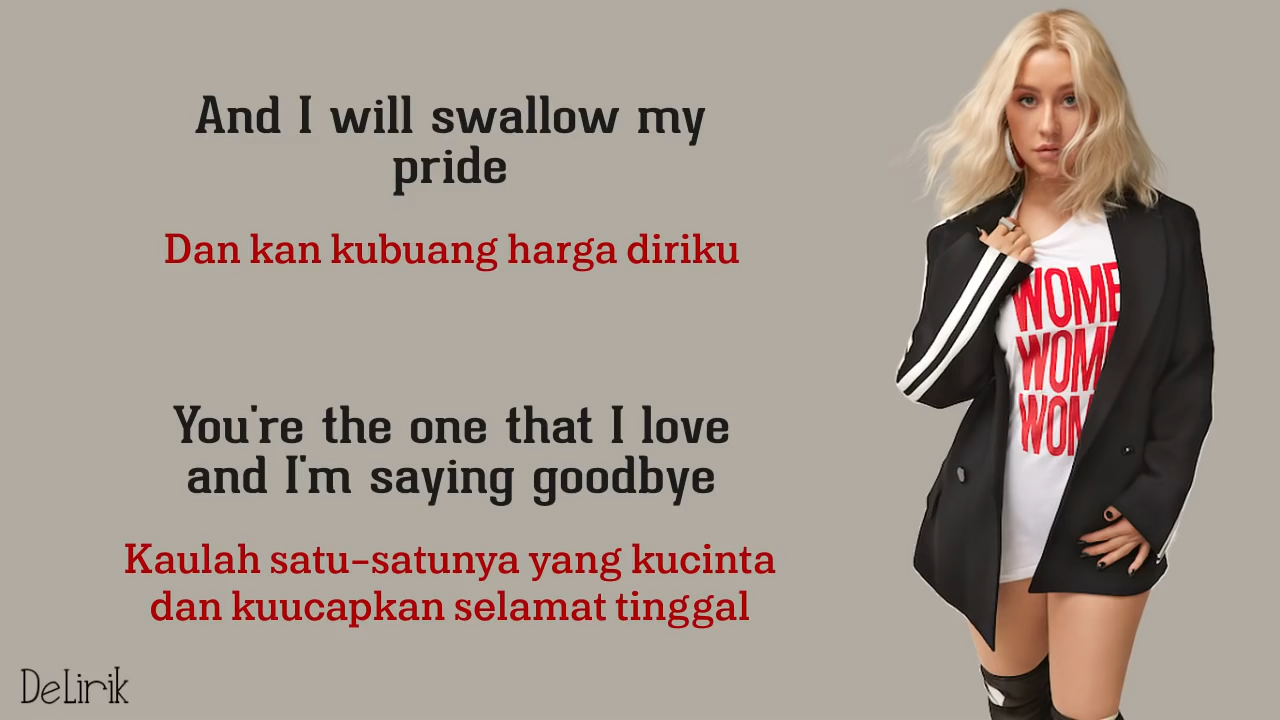 And I will swallow my
pride
Dan kan kubuang harga diriku
You're the one that I love
and I'm saying goodbye
Kaulah satu-satunya yang kucinta
dan kuucapkan selamat tinggal
WOME
WOME
WOM
DeLirik